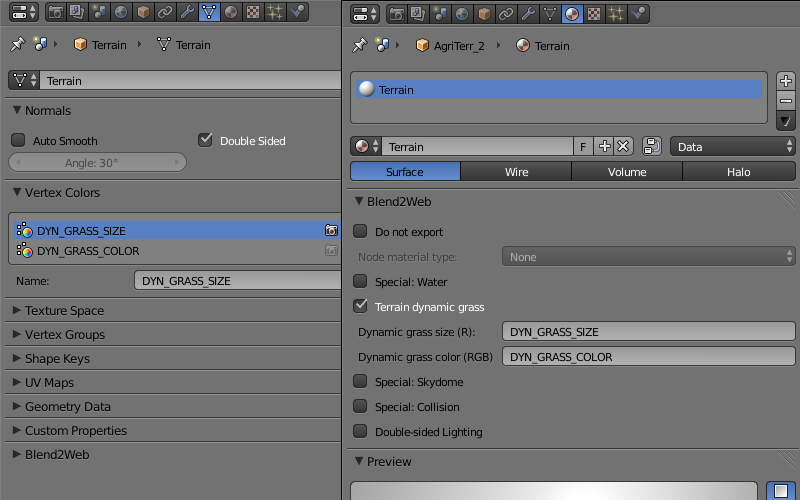 Terrain Terrain
Terrain
Normals
Auto Smooth Double Sided
Angle: 30°
Vertex Colors
DYN_GRASS_SIZE
DYN_GRASS_COLOR
Name: DYN_GRASS_SIZE
Texture Space
Vertex Groups
Shape Keys
UV Maps
Geometry Data
Custom Properties
Blend2Web
AgriTerr_2 Terrain
Terrain
Terrain F Data
Surface Wire Volume Halo
Blend2Web
Do not export
Node material type: None
Special: Water
Terrain dynamic grass
Dynamic grass size (R): DYN_GRASS_SIZE
Dynamic grass color (RGB) DYN_GRASS_COLOR
Special: Skydome
Special: Collision
Double-sided Lighting
Preview